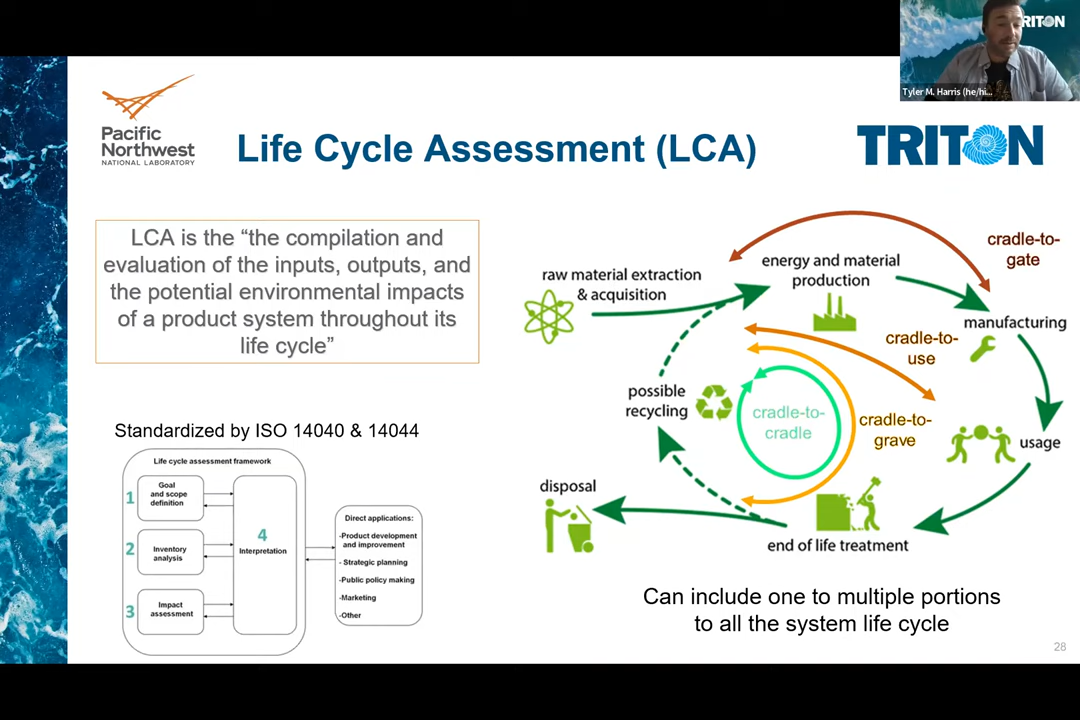 RITON
Tyler M. Harris (he/hi...
Pacific
Northwest
NATIONAL LABORATORY
Life Cycle Assessment (LCA)
TRITON
LCA is the “the compilation and
evaluation of the inputs, outputs, and
the potential environmental impacts
of a product system throughout its
life cycle”
Standardized by ISO 14040 & 14044
Life cycle assessment framework
1
Goal
and scope
definition
2
Inventory
analysis
3
Impact
assessment
4
Interpretation
Direct applications:
-Product development
and improvement
- Strategic planning
-Public policy making
-Marketing
-Other
raw material extraction
& acquisition
energy and material
production
cradle-to-
gate
manufacturing
cradle-to-
use
possible
recycling
cradle-to-
cradle
cradle-to-
grave
usage
disposal
end of life treatment
Can include one to multiple portions
to all the system life cycle
28